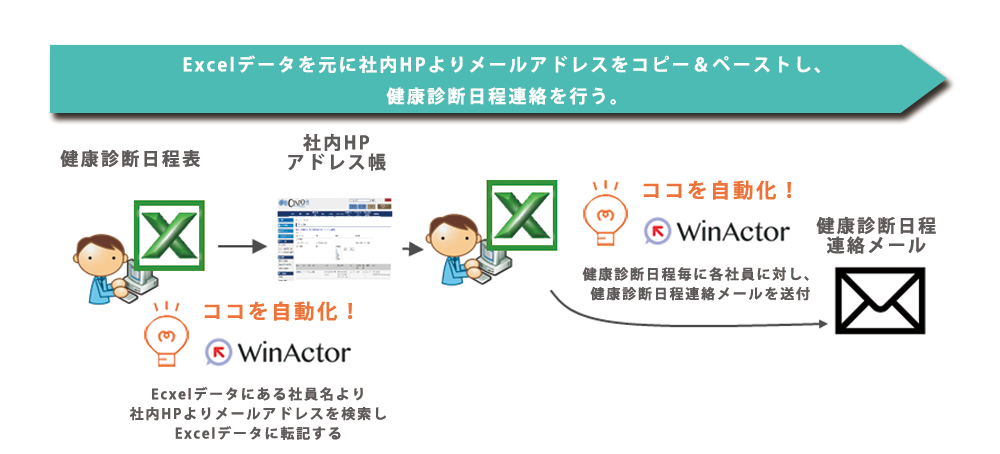 Excelデータを元に社内HPよりメールアドレスをコピー＆ペーストし、
健康診断日程連絡を行う。
健康診断日程表
社内HP
アドレス帳
ココを自動化！
WinActor
Ecxelデータにある社員名より
社内HPよりメールアドレスを検索し
Excelデータに転記する
ココを自動化！
WinActor
健康診断日程毎に各社員に対し、
健康診断日程連絡メールを送付
健康診断日程
連絡メール